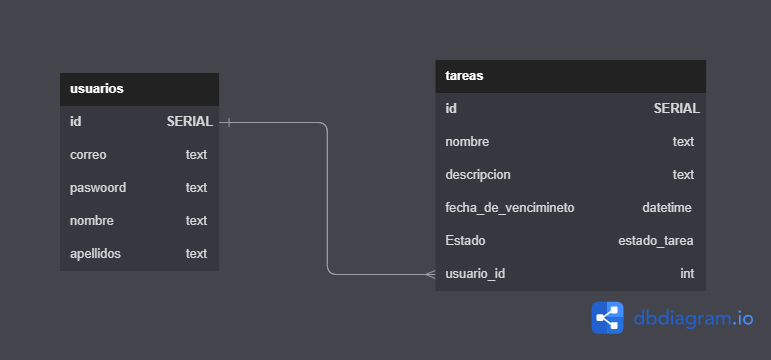 usuarios
id SERIAL
correo text
paswoord text
nombre text
apellidos text
tareas
id SERIAL
nombre text
descripcion text
fecha_de_vencimineto datetime
Estado estado_tarea
usuario_id int
dbdiagram.io